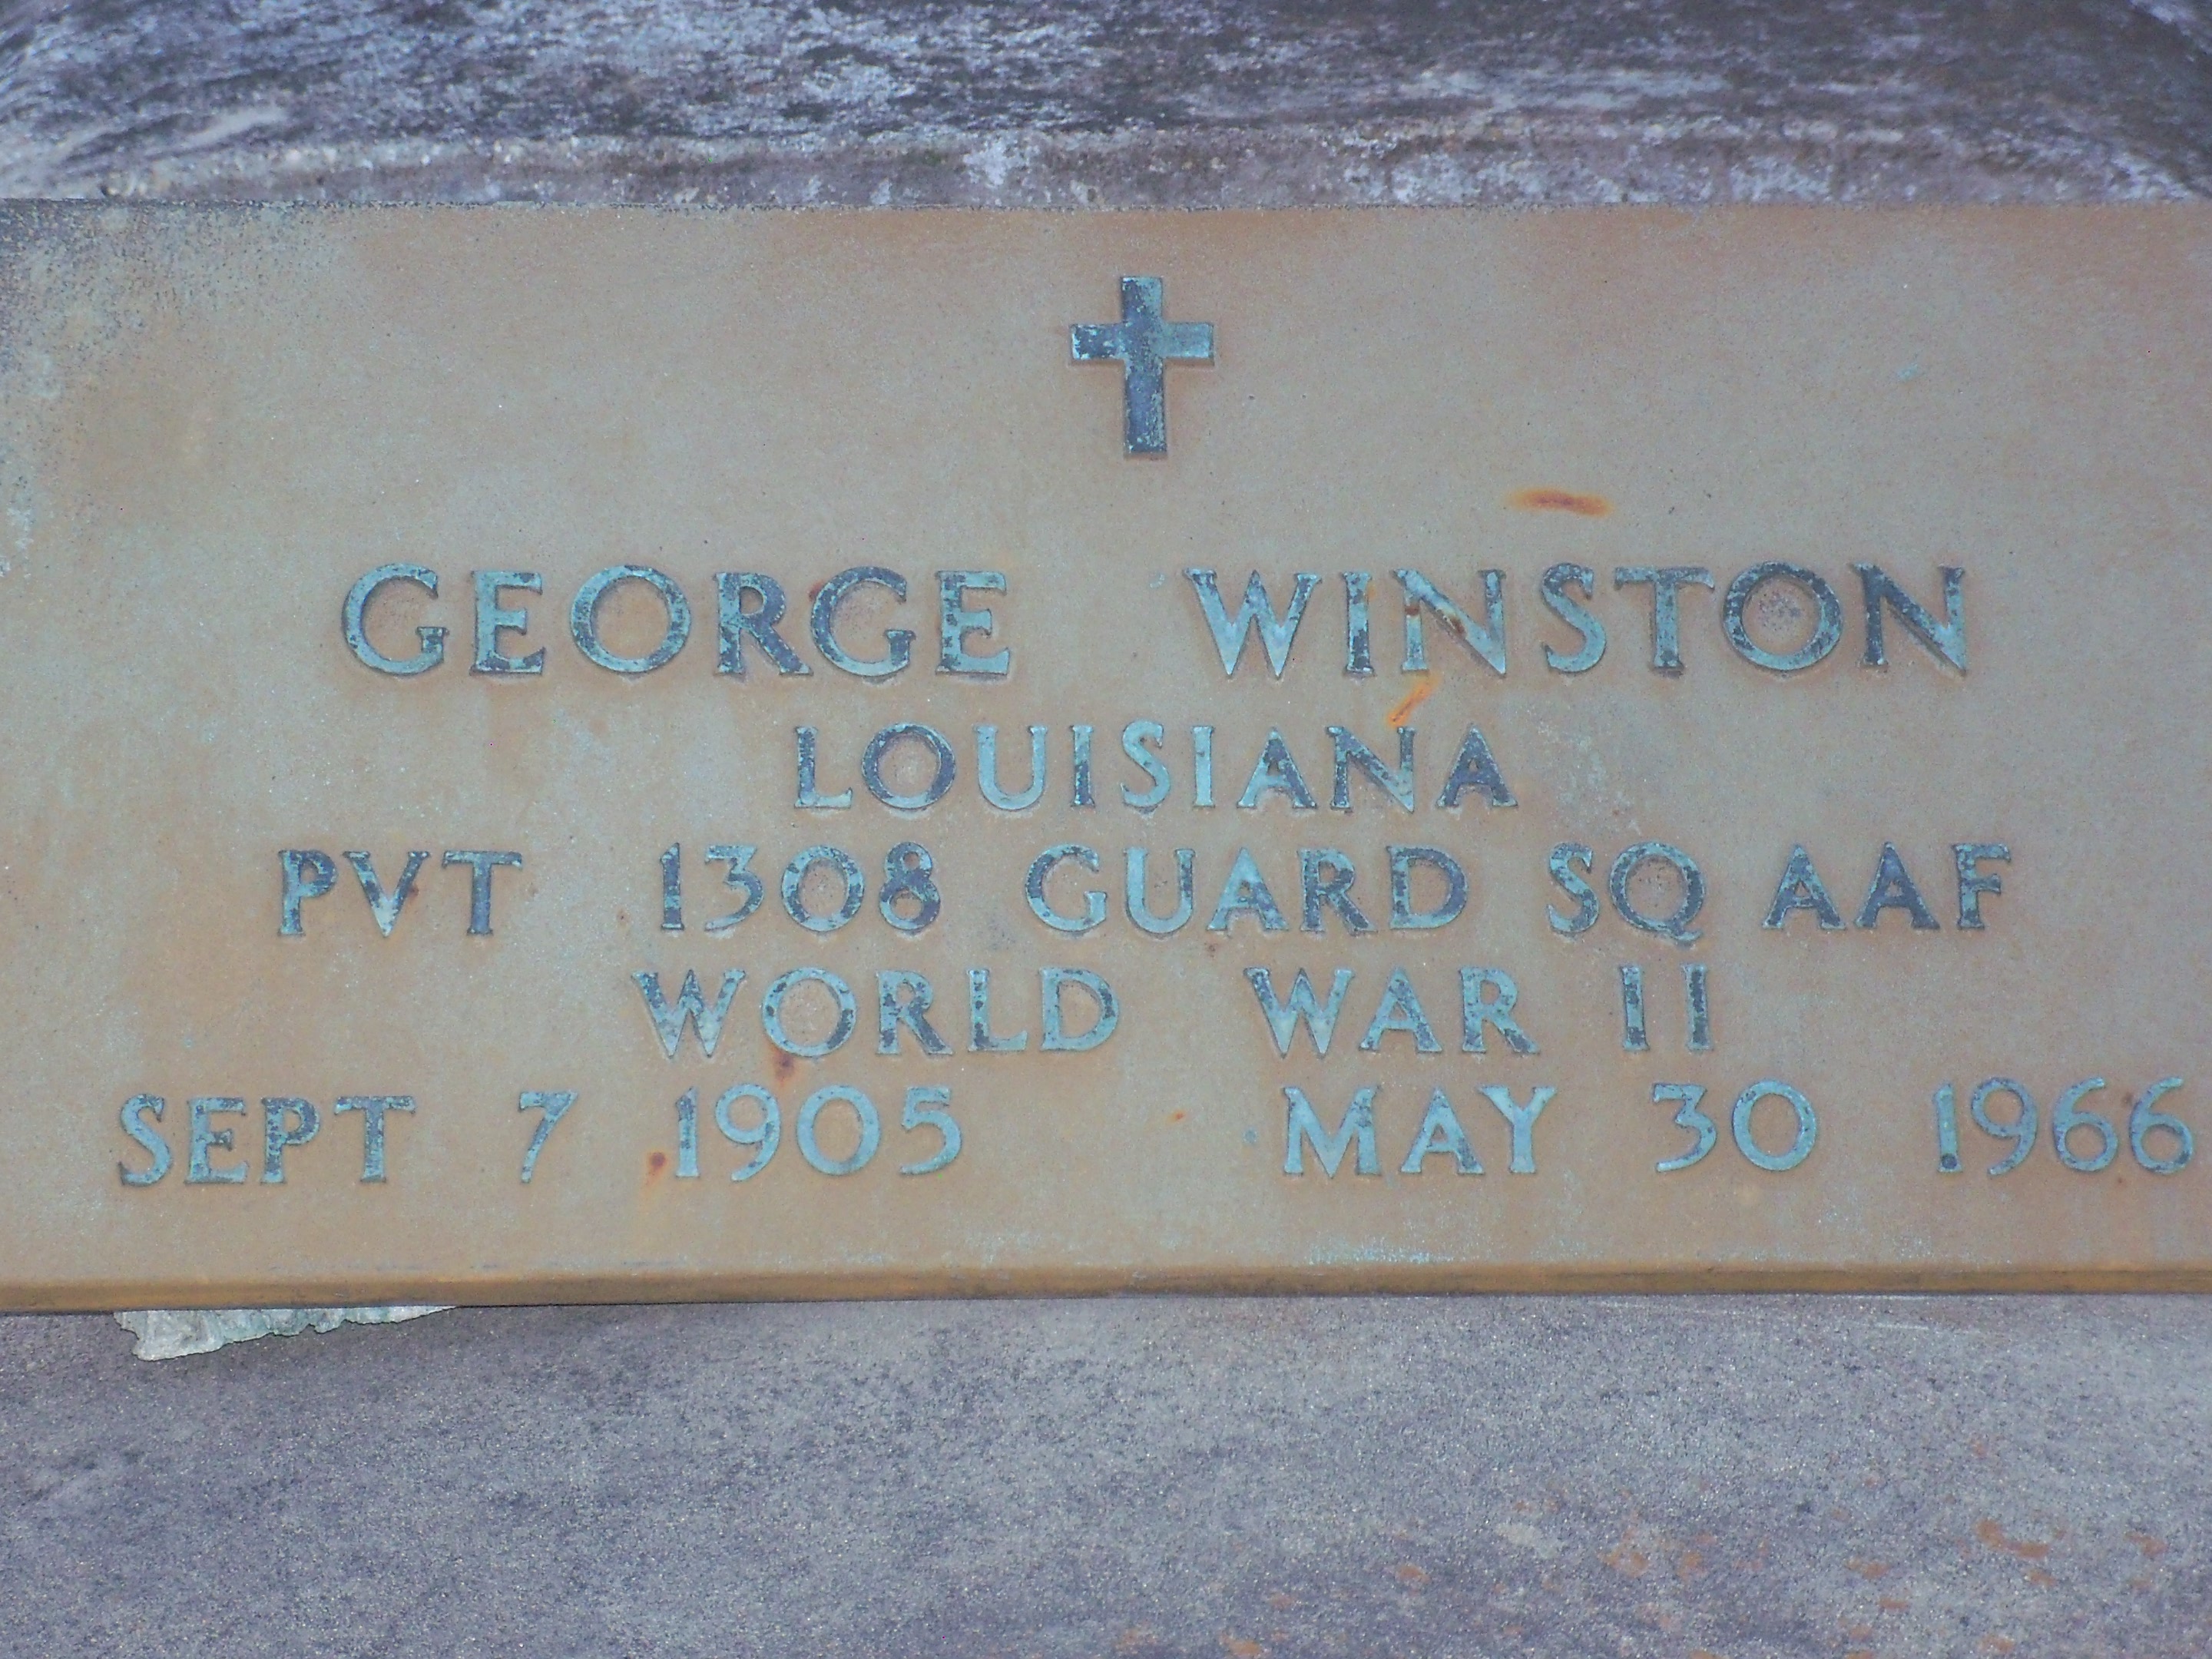 GEORGE WINSTON
LOUISIANA
PVT 1308 GUARD SQ AAF
WORLD WAR II
SEPT 7 1905 MAY 30 1966